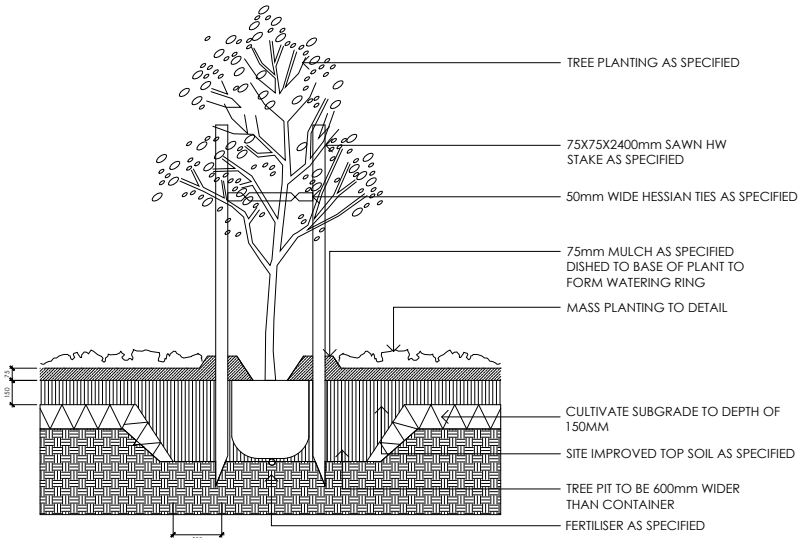 TREE PLANTING AS SPECIFIED
75X75X2400mm SAWN HW
STAKE AS SPECIFIED
50mm WIDE HESSIAN TIES AS SPECIFIED
75mm MULCH AS SPECIFIED
DISHED TO BASE OF PLANT TO
FORM WATERING RING
MASS PLANTING TO DETAIL
75
150
CULTIVATE SUBGRADE TO DEPTH OF
150MM
SITE IMPROVED TOP SOIL AS SPECIFIED
TREE PIT TO BE 600mm WIDER
THAN CONTAINER
FERTILISER AS SPECIFIED